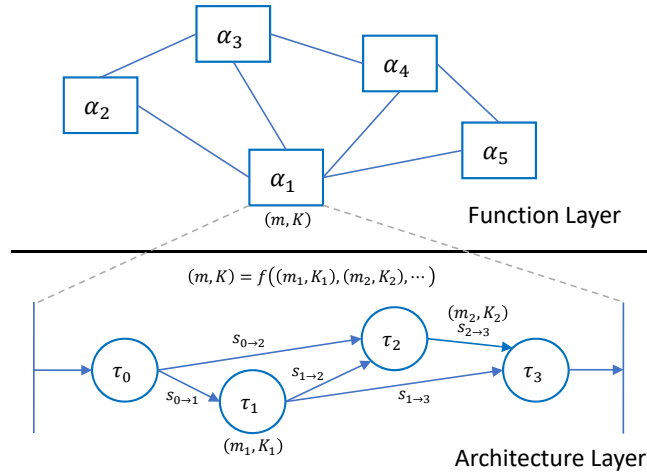 α₃
α₄
α₂
α₅
α₁
(m, K)
Function Layer
(m, K) = f((m₁, K₁), (m₂, K₂), ⋯)
(m₂, K₂)
s₀→₂
s₂→₃
τ₂
τ₀
τ₃
s₁→₂
s₀→₁
τ₁
s₁→₃
(m₁, K₁)
Architecture Layer